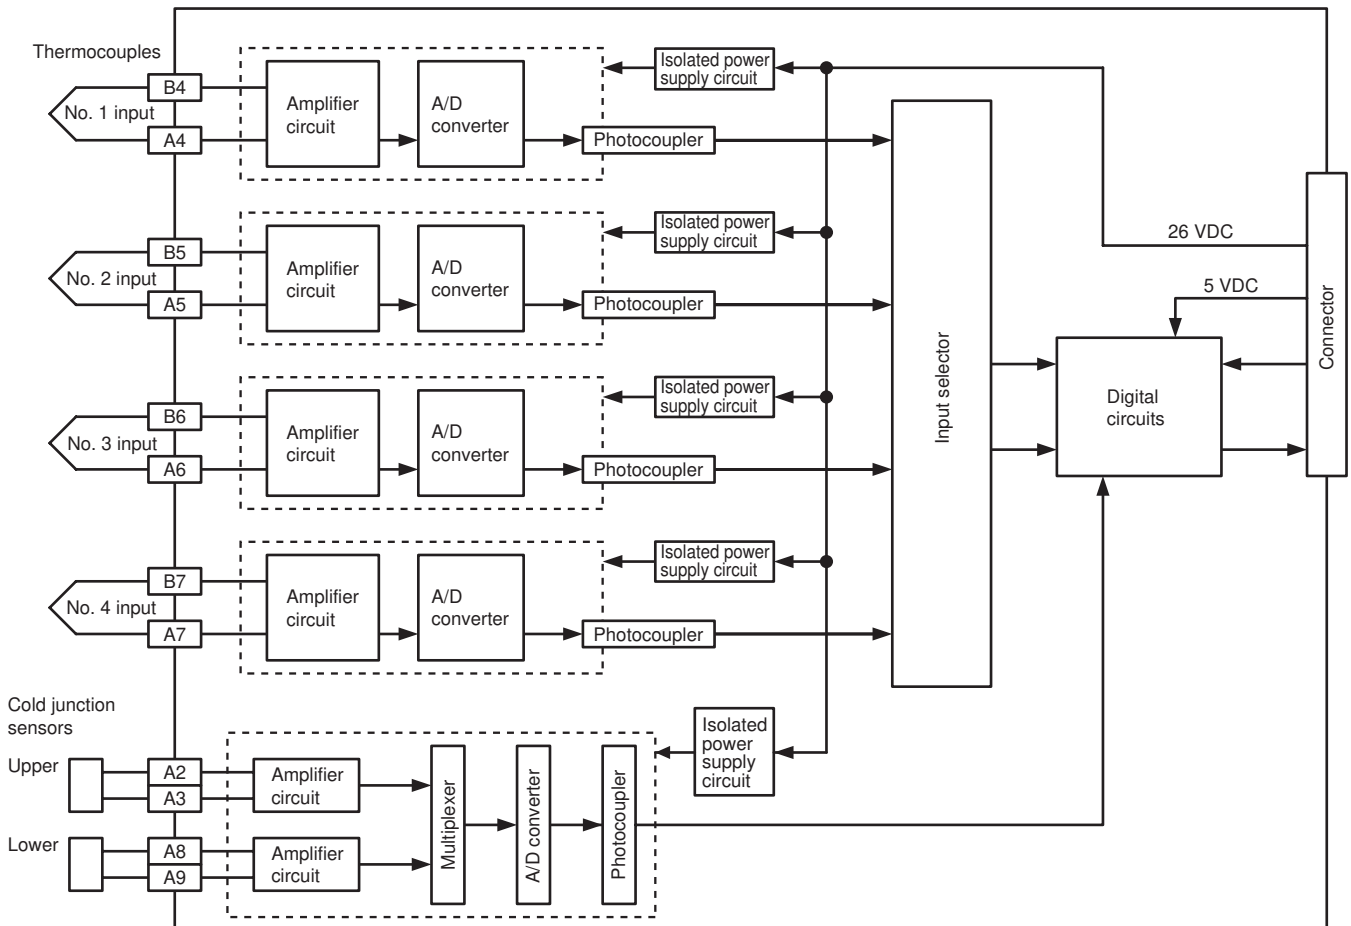 Thermocouples
B4
No. 1 input
A4
Amplifier
circuit
A/D
converter
Isolated power
supply circuit
Photocoupler
B5
No. 2 input
A5
Amplifier
circuit
A/D
converter
Isolated power
supply circuit
Photocoupler
B6
No. 3 input
A6
Amplifier
circuit
A/D
converter
Isolated power
supply circuit
Photocoupler
B7
No. 4 input
A7
Amplifier
circuit
A/D
converter
Isolated power
supply circuit
Photocoupler
Input selector
26 VDC
5 VDC
Digital
circuits
Connector
Cold junction
sensors
Upper
A2
A3
Amplifier
circuit
Lower
A8
A9
Amplifier
circuit
Multiplexer
A/D converter
Photocoupler
Isolated
power
supply
circuit